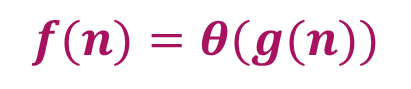 f(n) = θ(g(n))